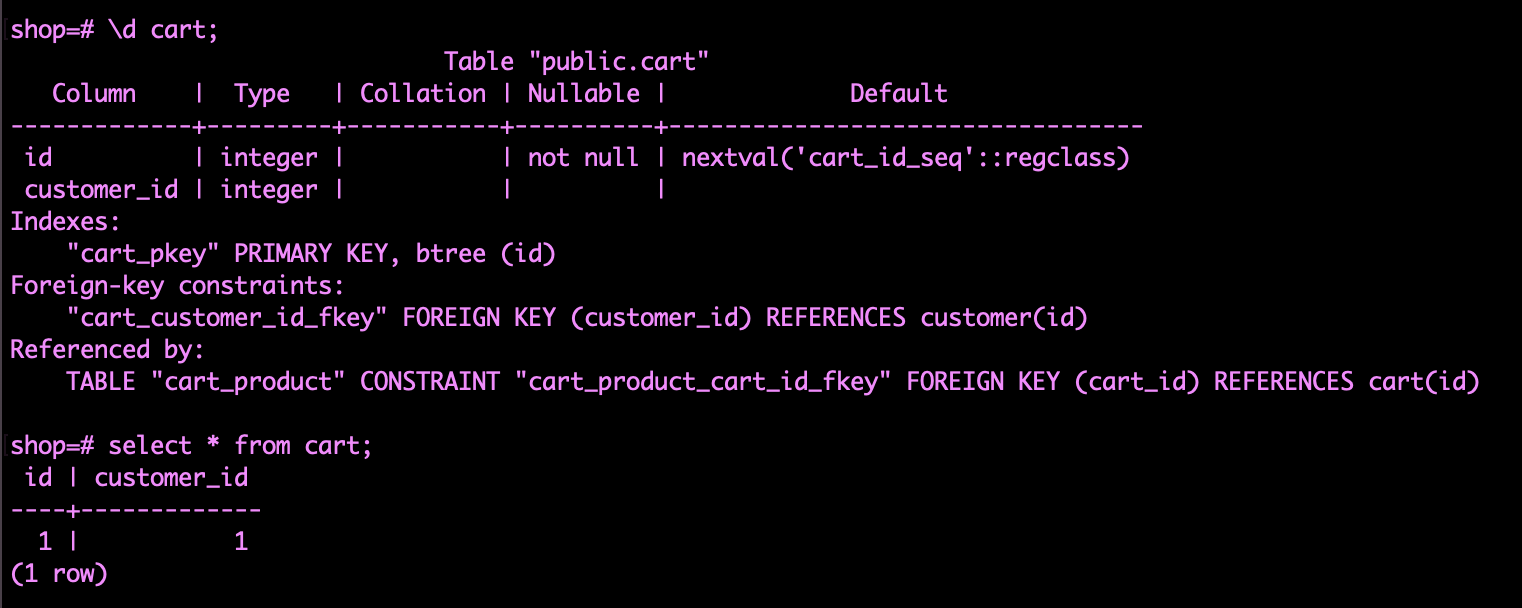 shop=# \d cart;
                               Table "public.cart"
   Column    |  Type   | Collation | Nullable |             Default
-------------+---------+-----------+----------+----------------------------------
 id          | integer |           | not null | nextval('cart_id_seq'::regclass)
 customer_id | integer |           |          |
Indexes:
    "cart_pkey" PRIMARY KEY, btree (id)
Foreign-key constraints:
    "cart_customer_id_fkey" FOREIGN KEY (customer_id) REFERENCES customer(id)
Referenced by:
    TABLE "cart_product" CONSTRAINT "cart_product_cart_id_fkey" FOREIGN KEY (cart_id) REFERENCES cart(id)

shop=# select * from cart;
 id | customer_id
----+-------------
  1 |           1
(1 row)